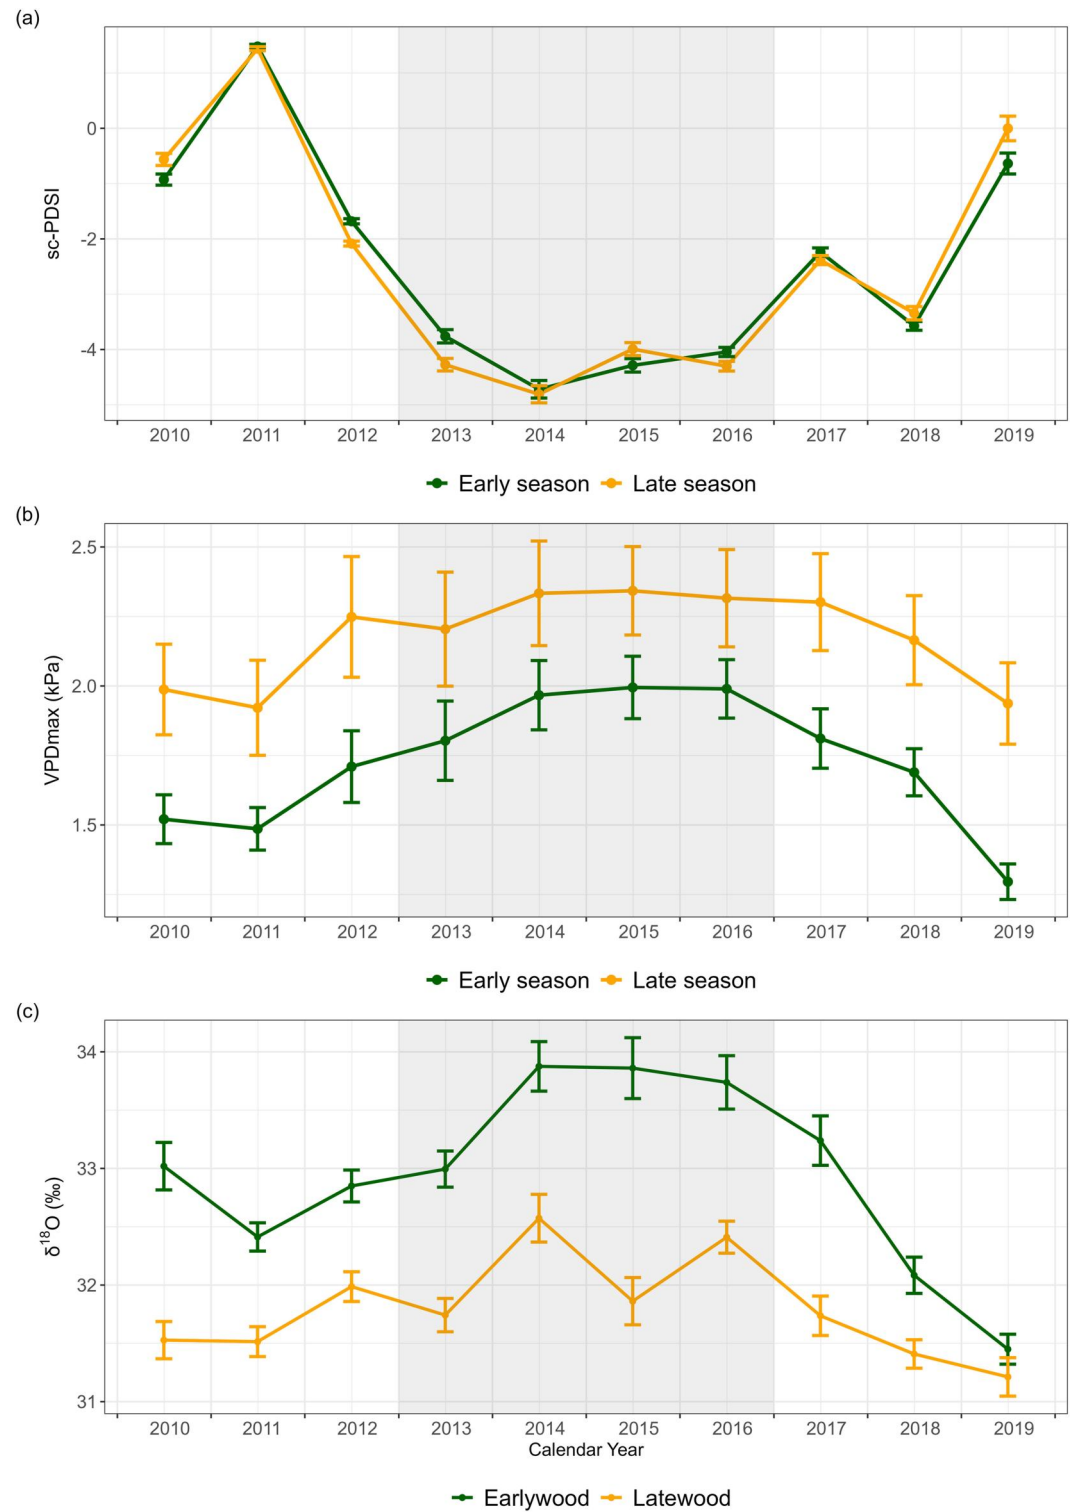 (a)
0
-2
-4
sc-PDSI
2010 2011 2012 2013 2014 2015 2016 2017 2018 2019
Early season Late season
(b)
2.5
2.0
1.5
VPDmax (kPa)
2010 2011 2012 2013 2014 2015 2016 2017 2018 2019
Early season Late season
(c)
34
33
32
31
δ¹⁸O (‰)
2010 2011 2012 2013 2014 2015 2016 2017 2018 2019
Calendar Year
Earlywood Latewood